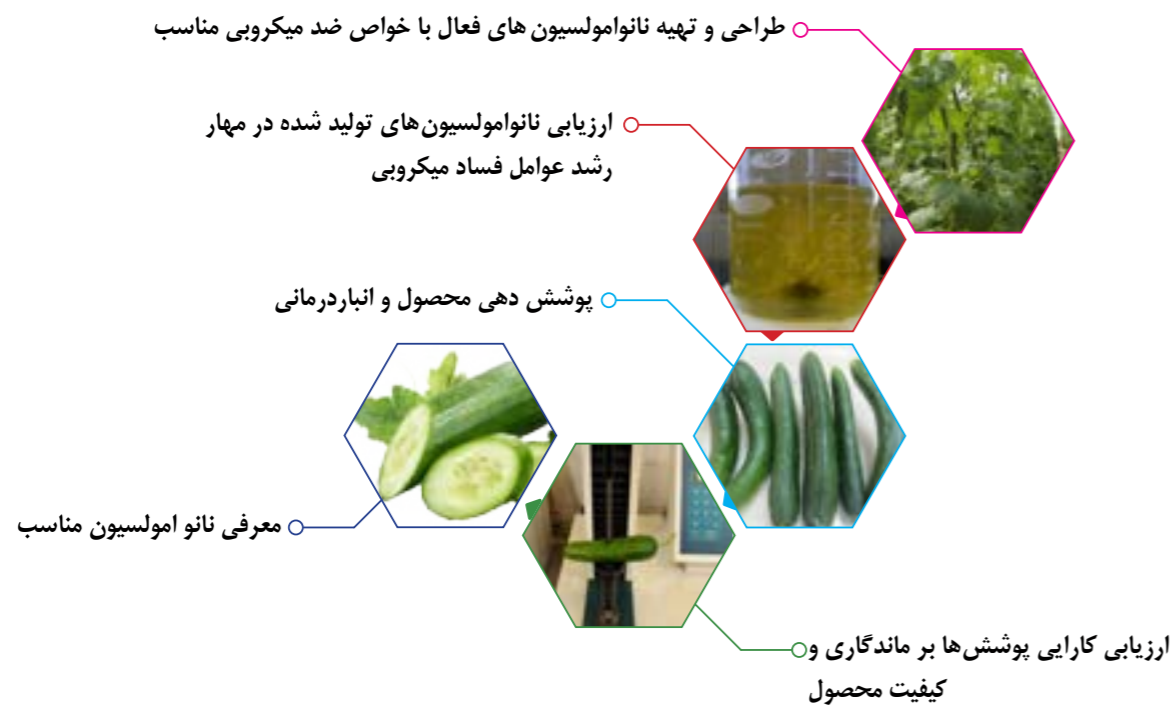 طراحی و تهیه نانوامولسیون های فعال با خواص ضد میکروبی مناسب
ارزیابی نانوامولسیون‌های تولید شده در مهار
رشد عوامل فساد میکروبی
پوشش دهی محصول و انباردرمانی
معرفی نانو امولسیون مناسب
ارزیابی کارایی پوشش‌ها بر ماندگاری و
کیفیت محصول